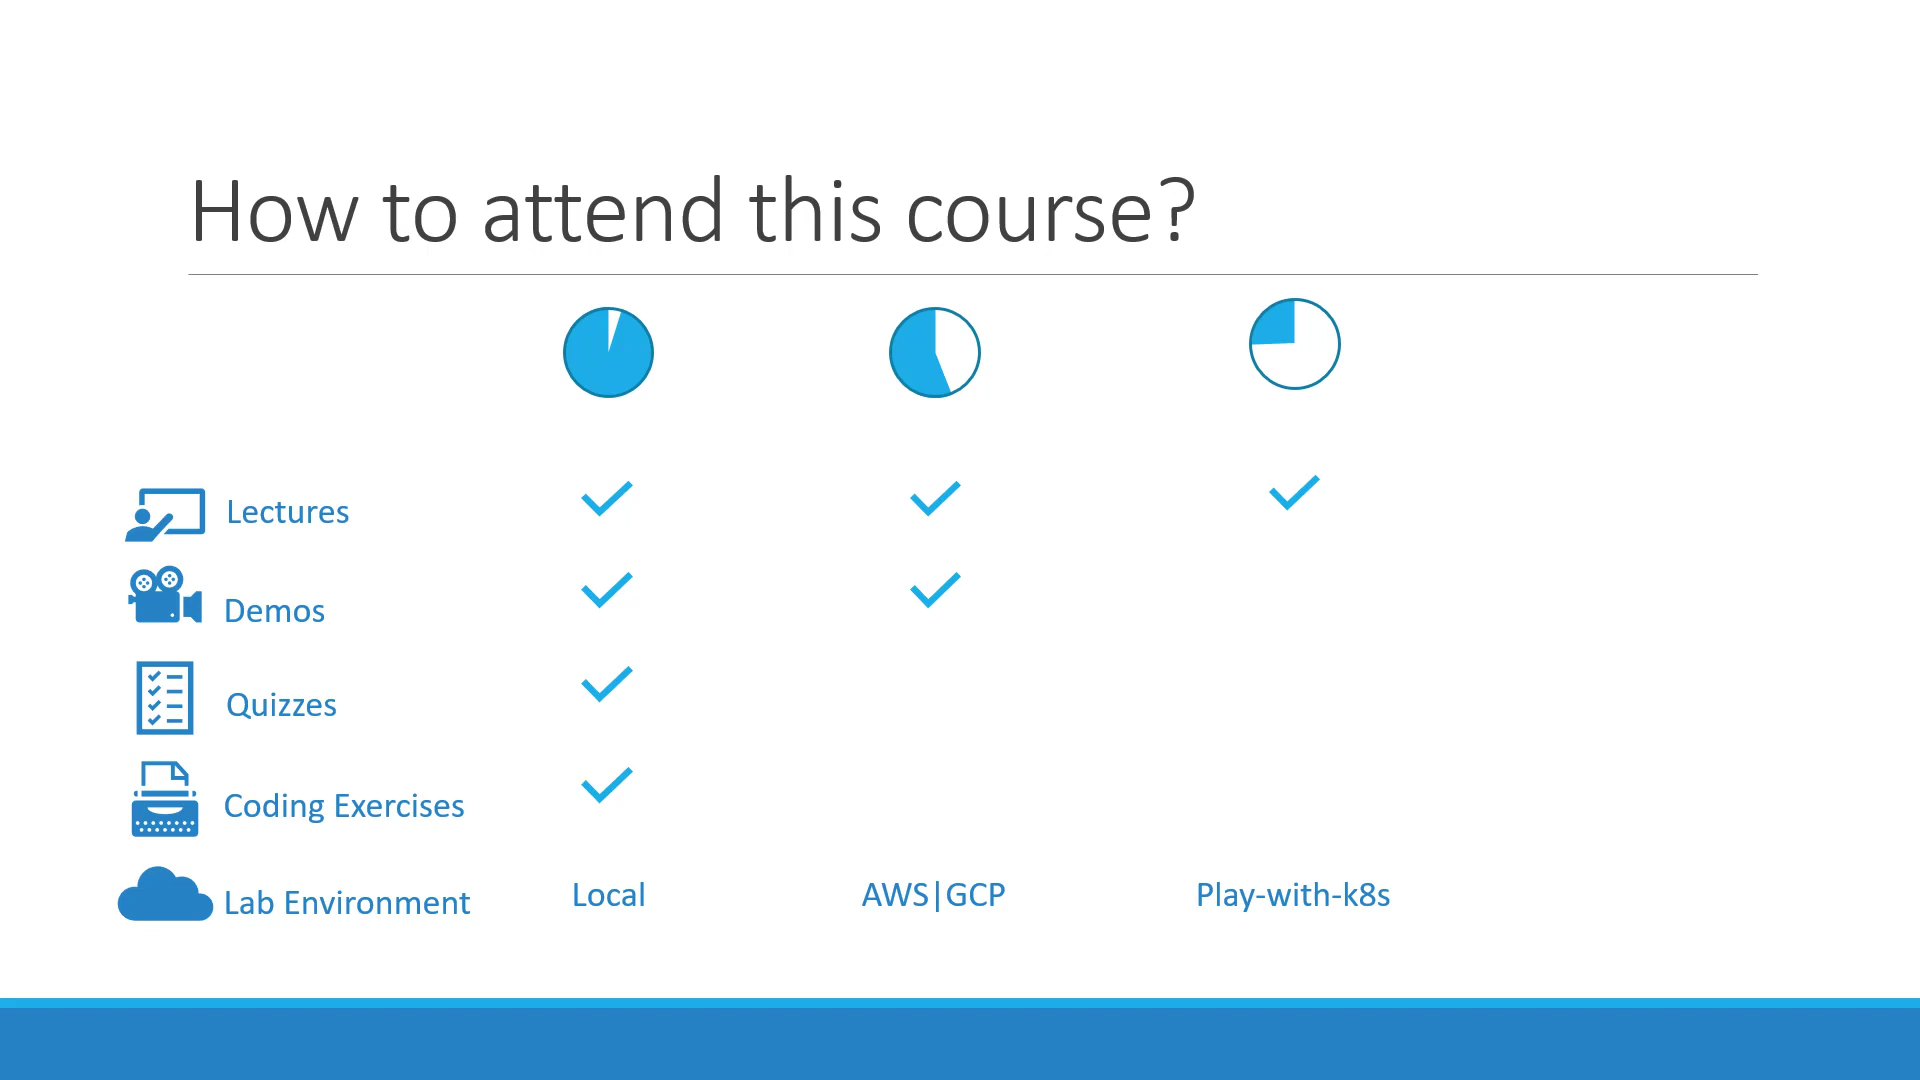 How to attend this course?
Lectures
Demos
Quizzes
Coding Exercises
Lab Environment
Local
AWS|GCP
Play-with-k8s